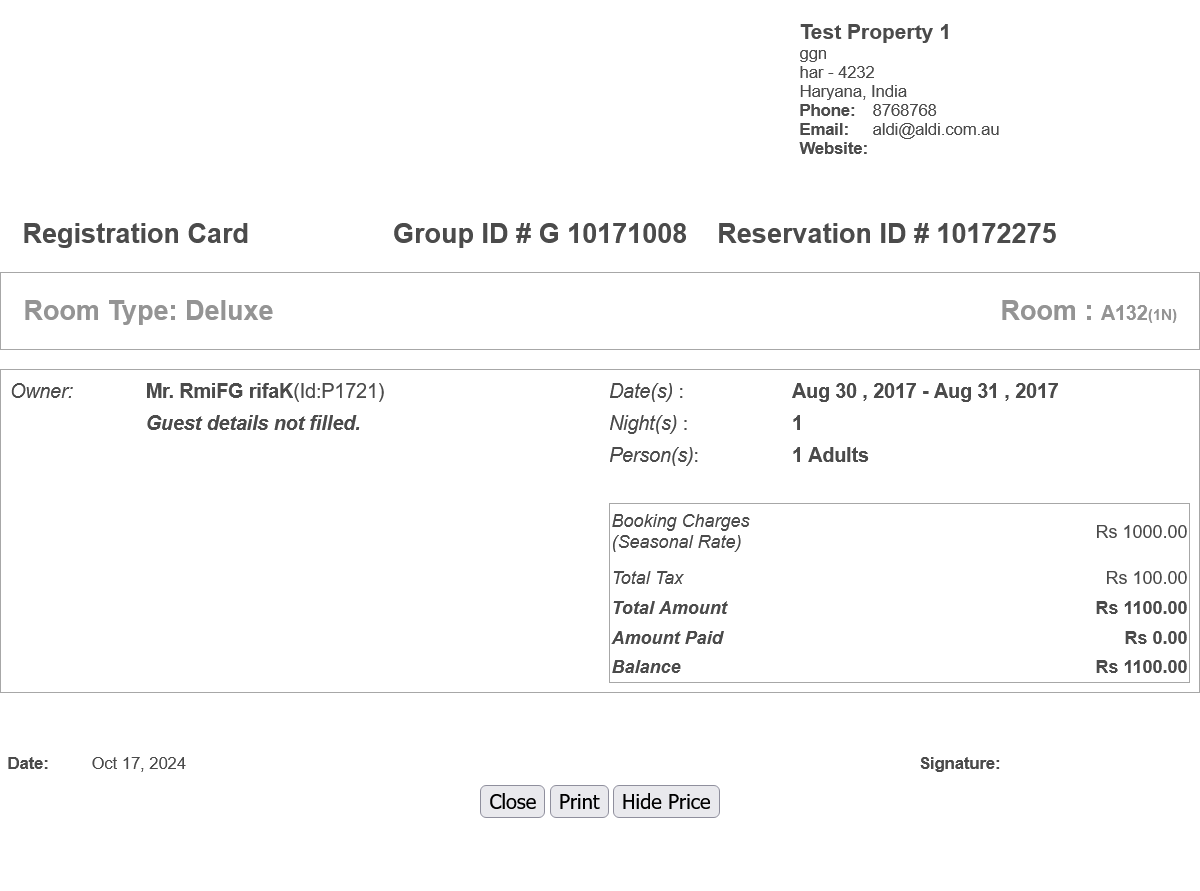 Test Property 1
ggn
har - 4232
Haryana, India
Phone: 8768768
Email: aldi@aldi.com.au
Website:
Registration Card Group ID # G 10171008 Reservation ID # 10172275
Room Type: Deluxe Room : A132(1N)
Owner: Mr. RmiFG rifaK(Id:P1721) Date(s) : Aug 30 , 2017 - Aug 31 , 2017
Guest details not filled. Night(s) : 1
Person(s): 1 Adults
Booking Charges
(Seasonal Rate) Rs 1000.00
Total Tax Rs 100.00
Total Amount Rs 1100.00
Amount Paid Rs 0.00
Balance Rs 1100.00
Date: Oct 17, 2024 Signature:
Close Print Hide Price